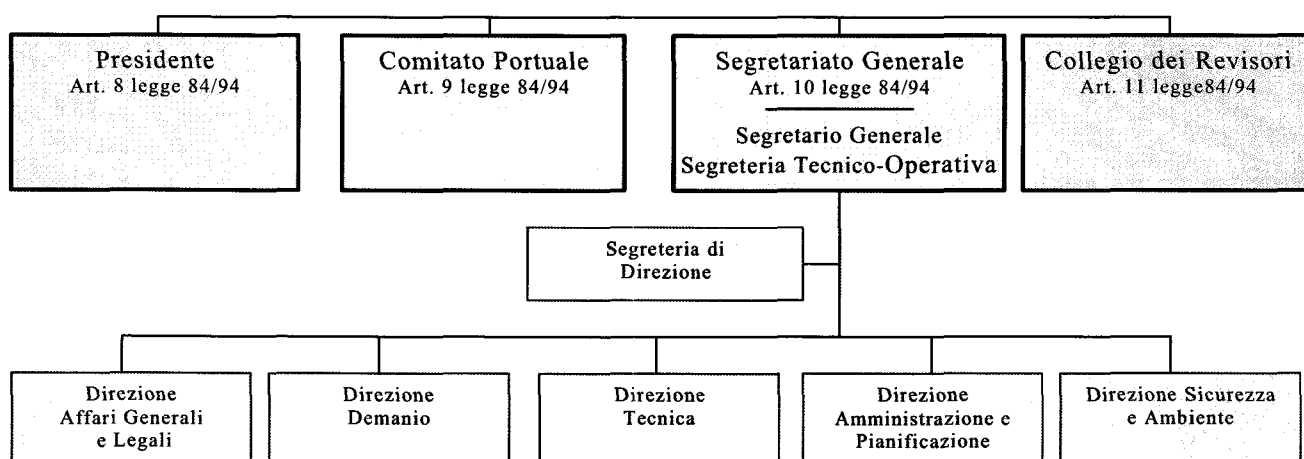 Presidente
Art. 8 legge 84/94
Comitato Portuale
Art. 9 legge 84/94
Segretariato Generale
Art. 10 legge 84/94
Segretario Generale
Segreteria Tecnico-Operativa
Collegio dei Revisori
Art. 11 legge84/94
Segreteria di
Direzione
Direzione
Affari Generali
e Legali
Direzione
Demanio
Direzione
Tecnica
Direzione
Amministrazione e
Pianificazione
Direzione Sicurezza
e Ambiente